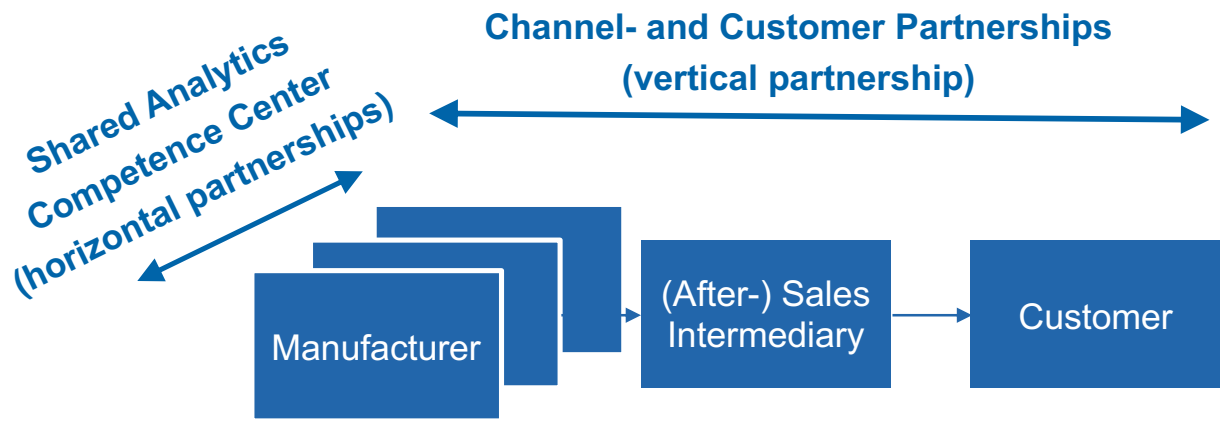 Channel- and Customer Partnerships
(vertical partnership)
Shared Analytics
Competence Center
(horizontal partnerships)
Manufacturer
(After-) Sales
Intermediary
Customer